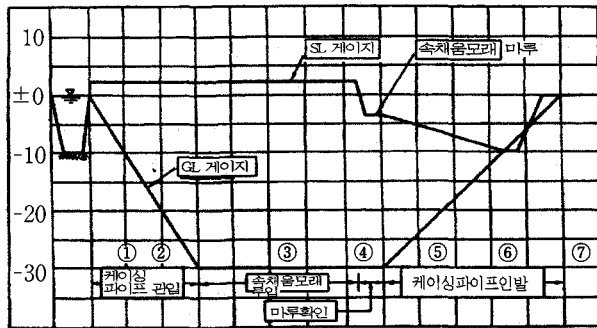 10
±0
-10
-20
-30
SL 게이지
속채움모래 마루
GL 게이지
① ② ③ ④ ⑤ ⑥ ⑦
케이싱
파이프 관입
속채움모래
투입
마루확인
케이싱파이프인발